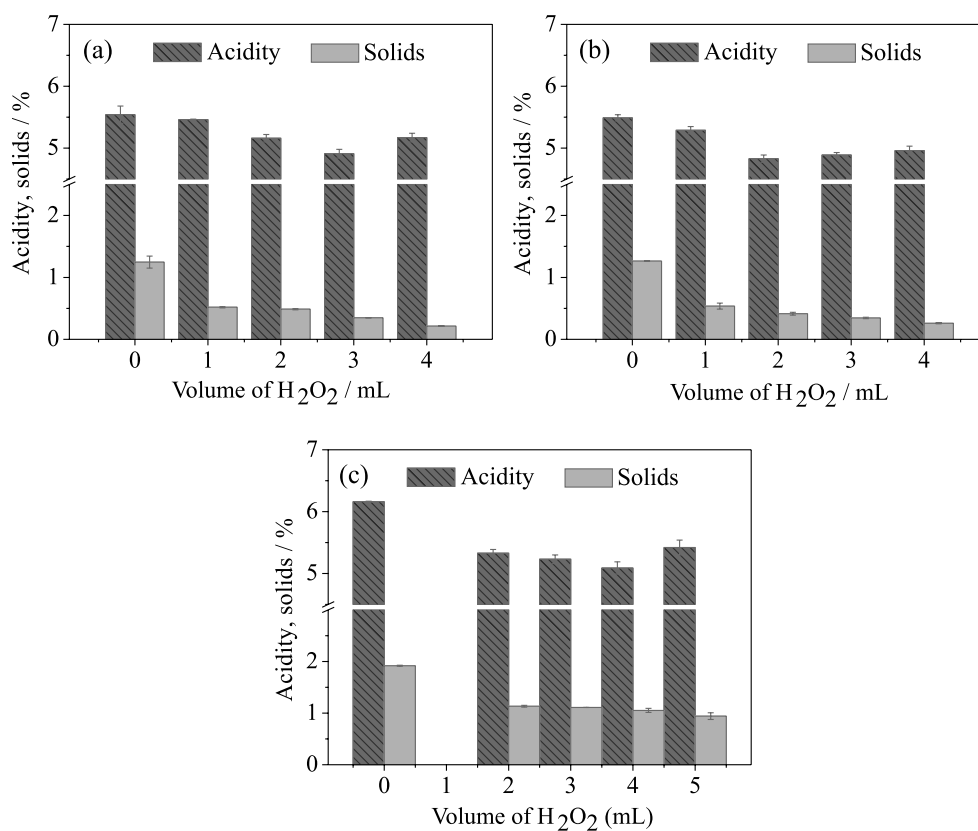 (a) Acidity Solids
7
6
5
2
1
0
Acidity, solids / %
0 1 2 3 4
Volume of H2O2 / mL
(b) Acidity Solids
7
6
5
2
1
0
Acidity, solids / %
0 1 2 3 4
Volume of H2O2 / mL
(c) Acidity Solids
7
6
5
2
1
0
Acidity, solids / %
0 1 2 3 4 5
Volume of H2O2 (mL)